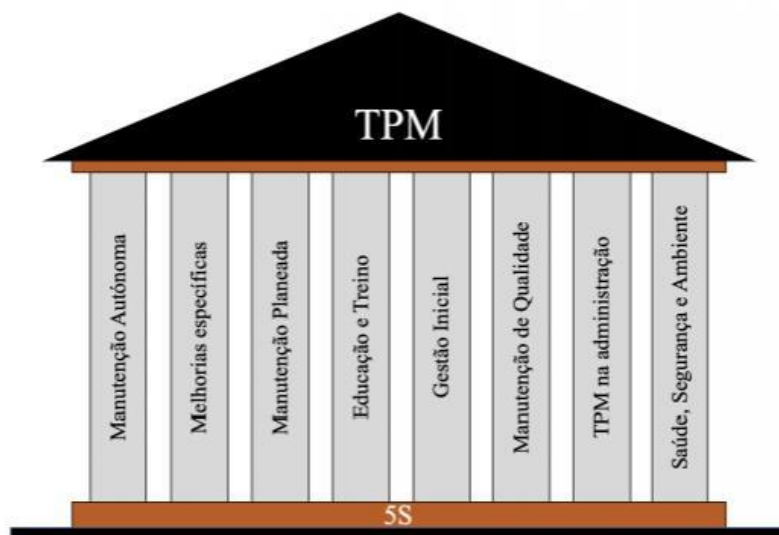 TPM
Manutenção Autónoma
Melhorias específicas
Manutenção Planeada
Educação e Treino
Gestão Inicial
Manutenção de Qualidade
TPM na administração
Saúde, Segurança e Ambiente
5S